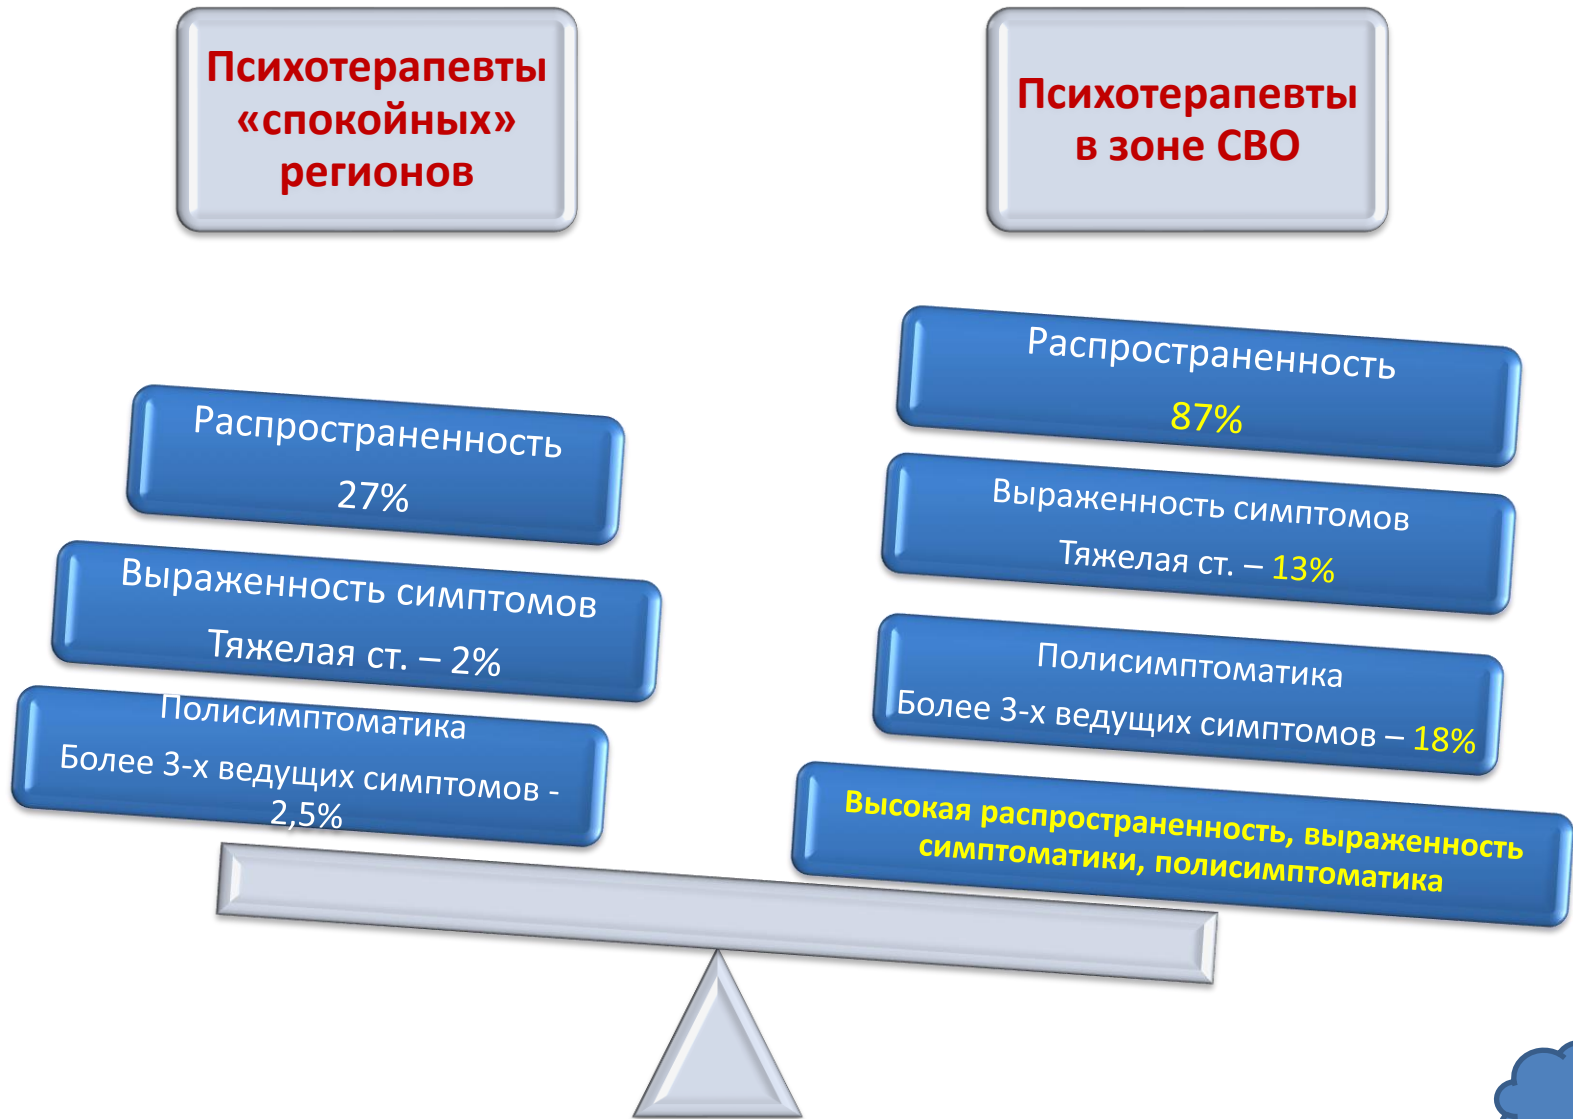 Психотерапевты
«спокойных»
регионов
Распространенность
27%
Выраженность симптомов
Тяжелая ст. – 2%
Полисимптоматика
Более 3-х ведущих симптомов -
2,5%
Психотерапевты
в зоне СВО
Распространенность
87%
Выраженность симптомов
Тяжелая ст. – 13%
Полисимптоматика
Более 3-х ведущих симптомов – 18%
Высокая распространенность, выраженность
симптоматики, полисимптоматика